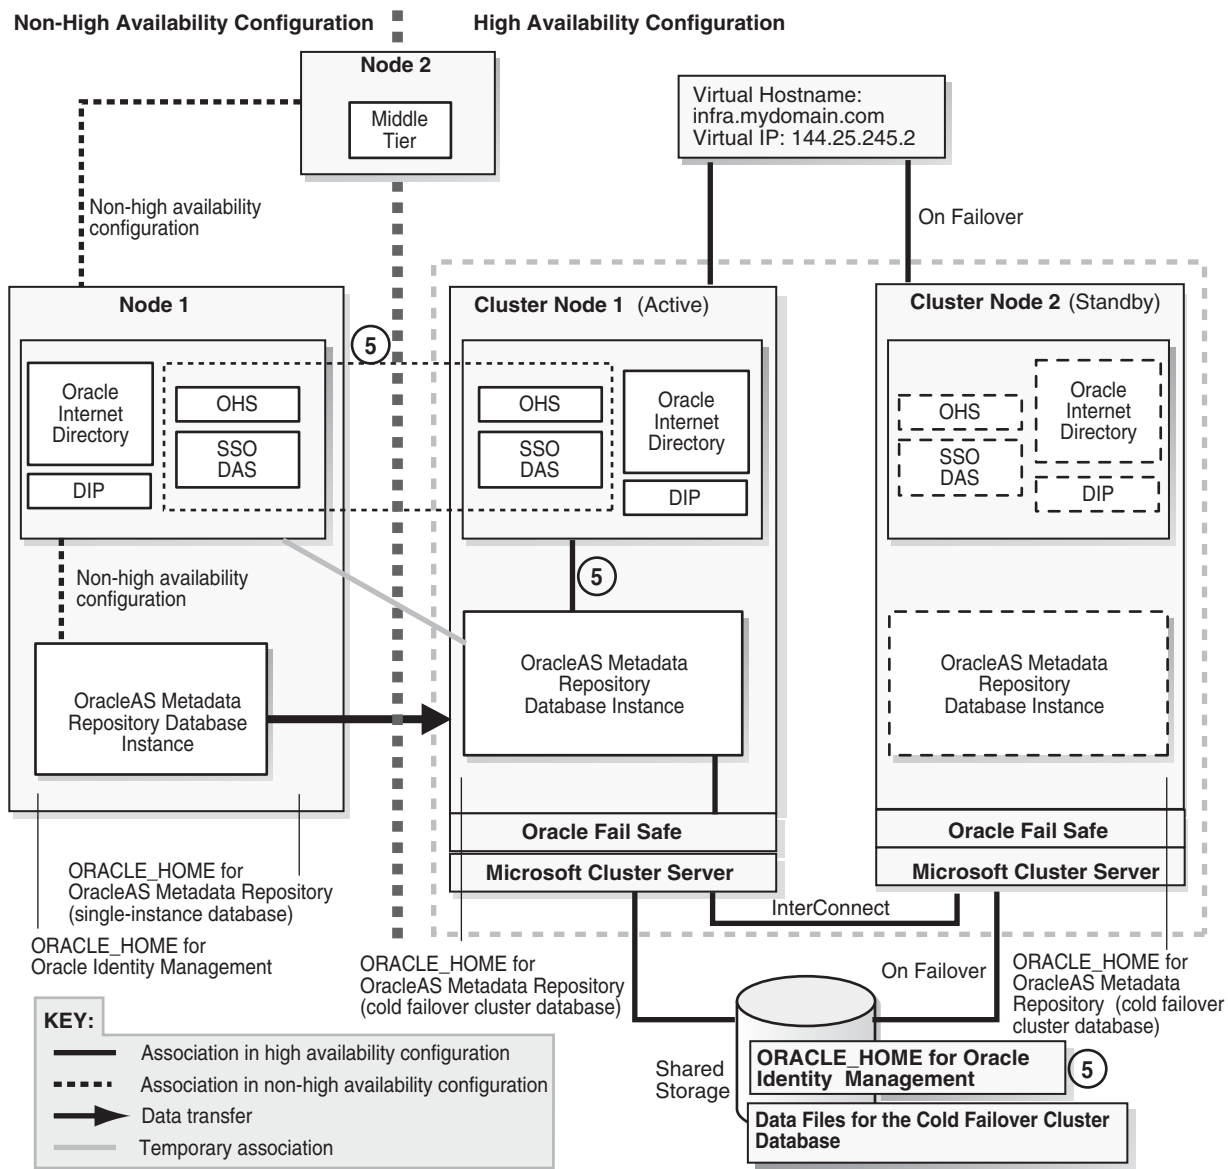 Non-High Availability Configuration
High Availability Configuration
Node 2
Middle
Tier
Virtual Hostname:
infra.mydomain.com
Virtual IP: 144.25.245.2
Non-high availability
configuration
On Failover
Node 1
Oracle
Internet
Directory
DIP
OHS
SSO
DAS
5
Cluster Node 1 (Active)
OHS
SSO
DAS
Oracle
Internet
Directory
DIP
Cluster Node 2 (Standby)
OHS
SSO
DAS
Oracle
Internet
Directory
DIP
Non-high availability
configuration
5
OracleAS Metadata
Repository Database
Instance
OracleAS Metadata
Repository
Database Instance
OracleAS Metadata
Repository
Database Instance
Oracle Fail Safe
Microsoft Cluster Server
Oracle Fail Safe
Microsoft Cluster Server
InterConnect
ORACLE_HOME for
OracleAS Metadata Repository
(single-instance database)
ORACLE_HOME for
Oracle Identity Management
ORACLE_HOME for
OracleAS Metadata Repository
(cold failover cluster database)
On Failover
ORACLE_HOME for
OracleAS Metadata
Repository (cold failover
cluster database)
Shared
Storage
ORACLE_HOME for Oracle
Identity Management
5
Data Files for the Cold Failover Cluster
Database
KEY:
Association in high availability configuration
Association in non-high availability configuration
Data transfer
Temporary association